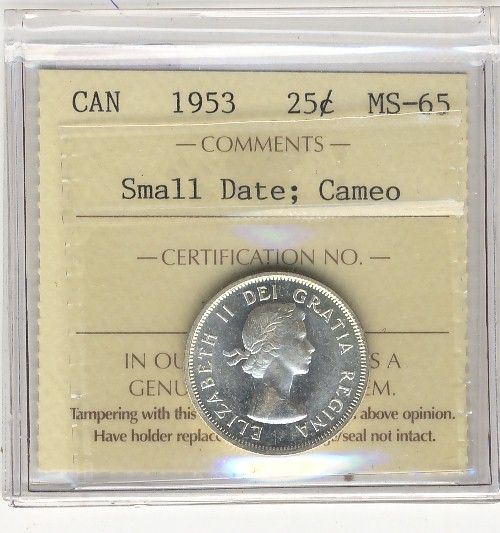 CAN 1953 25¢ MS-65
— COMMENTS —
Small Date; Cameo
— CERTIFICATION NO. —
ELIZABETH II DEI GRATIA REGINA
IN S A
Tampering with this above opinion.
Have holder seal not intact.